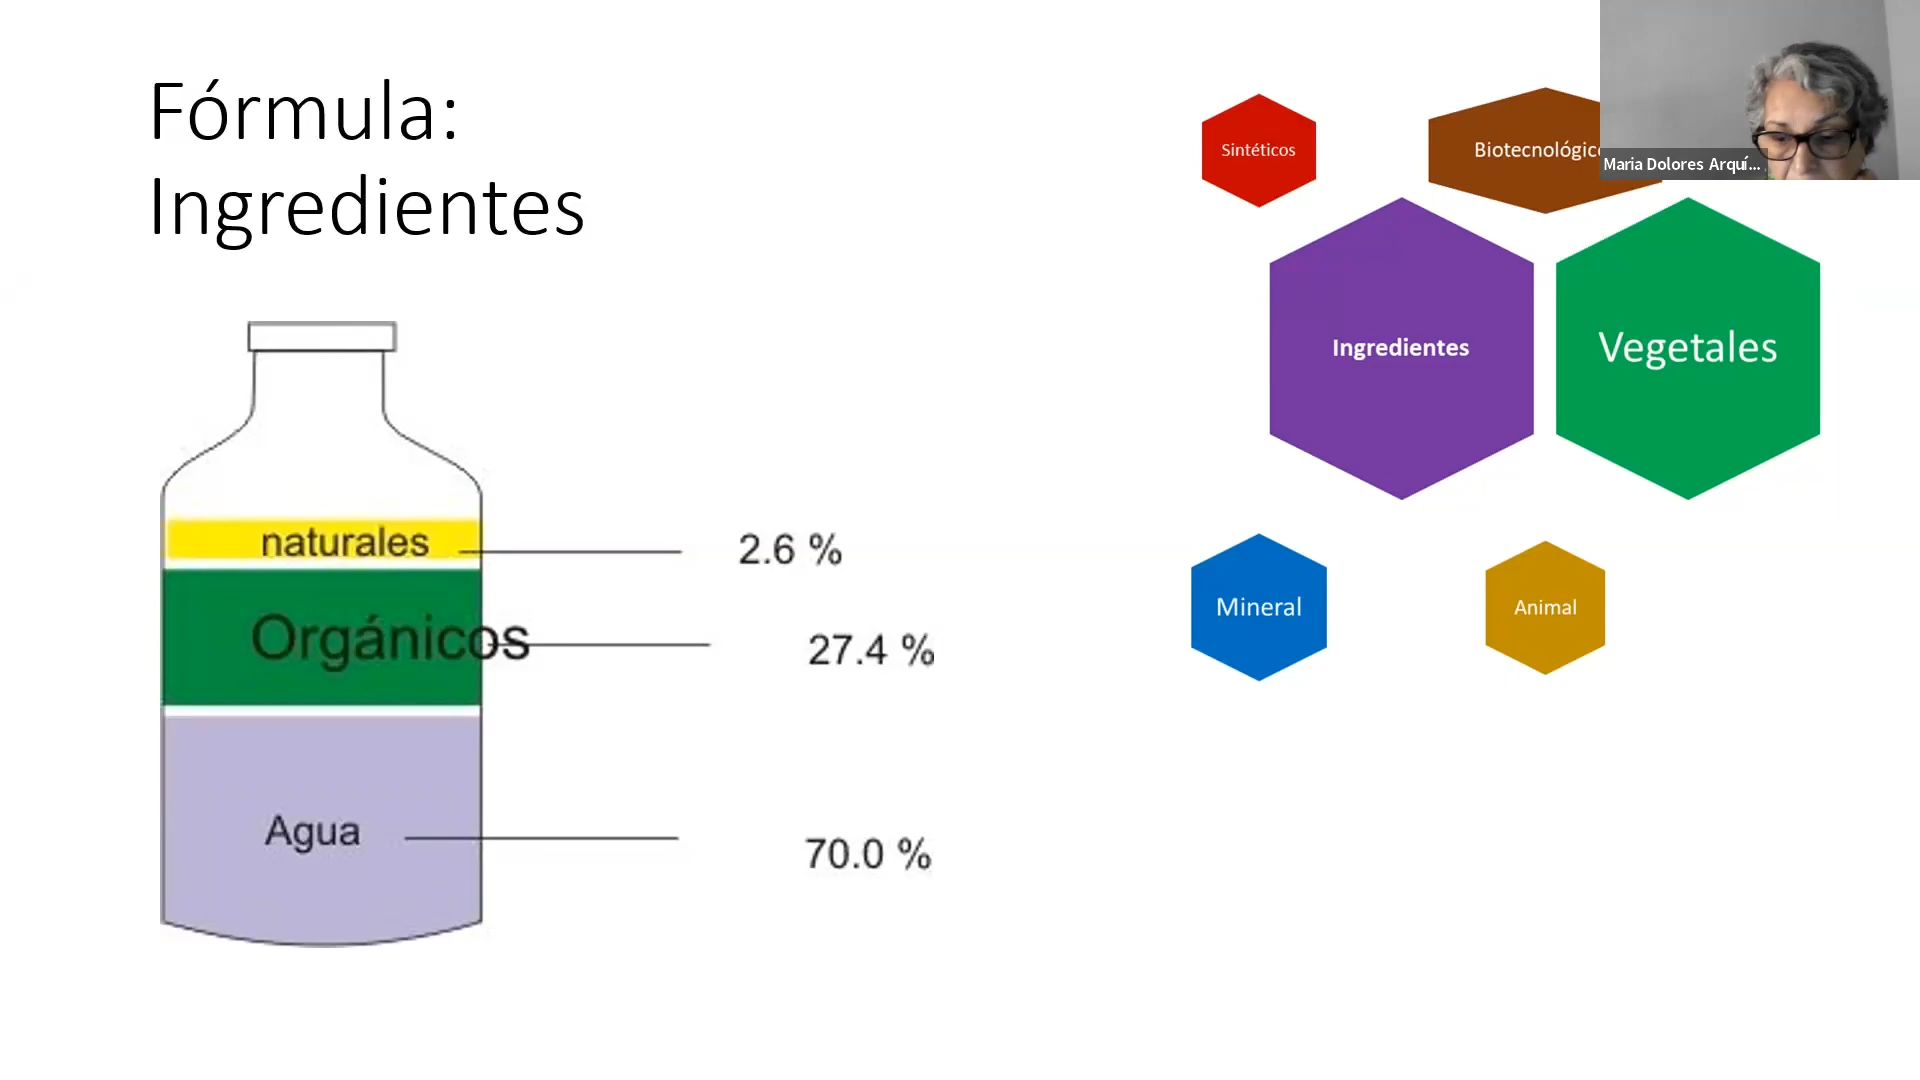 Fórmula:
Ingredientes
Sintéticos
Maria Dolores Arquí...
Ingredientes
Vegetales
naturales
2.6 %
Orgánicos
27.4 %
Mineral
Animal
Agua
70.0 %